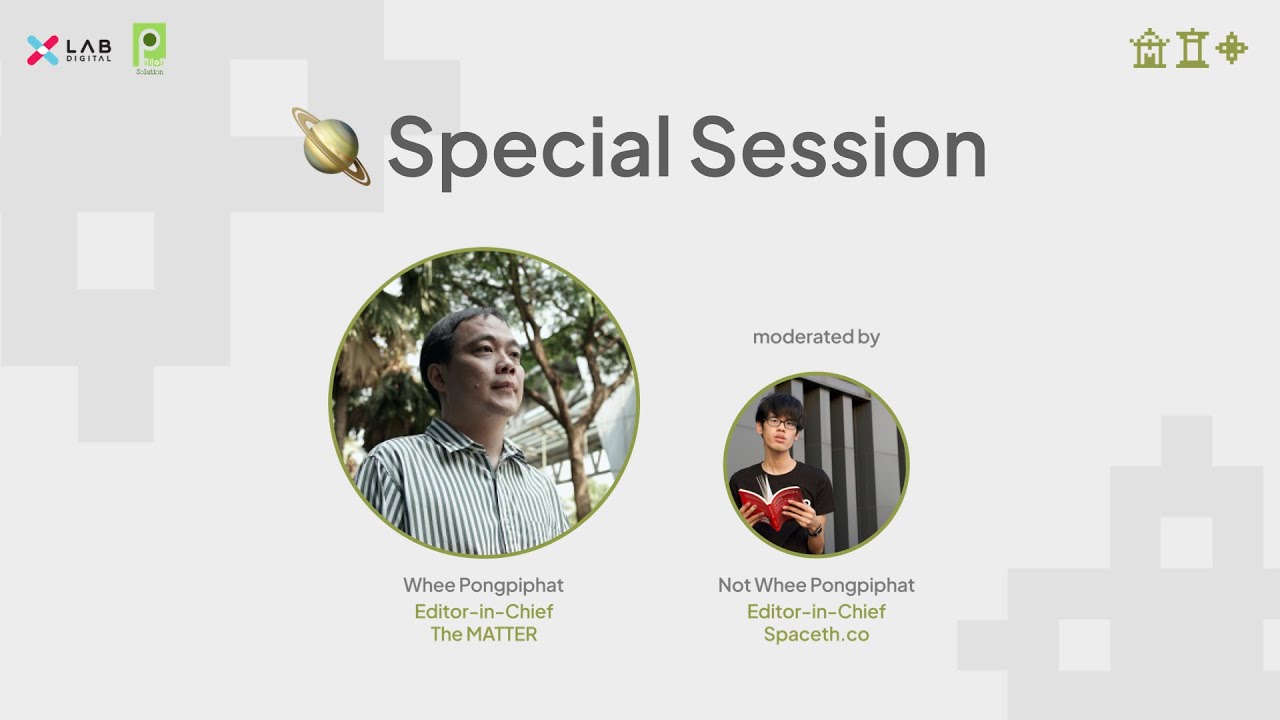 LAB
DIGITAL
Solution
Special Session
moderated by
Whee Pongpiphat
Editor-in-Chief
The MATTER
Not Whee Pongpiphat
Editor-in-Chief
Spaceth.co